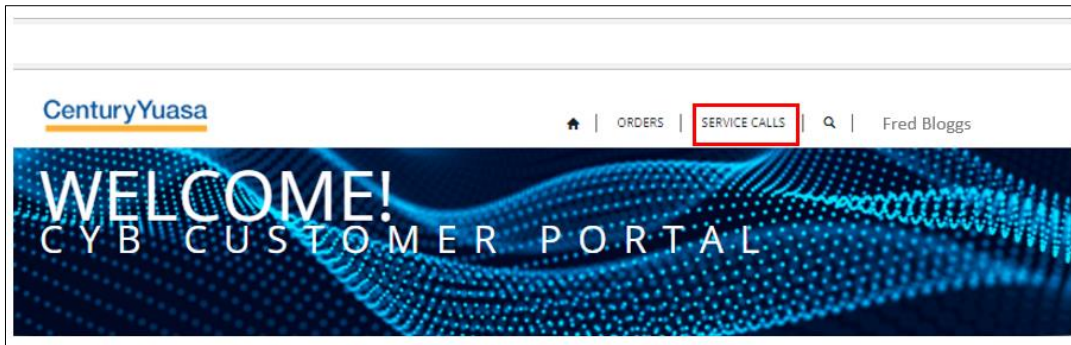 CenturyYuasa
ORDERS | SERVICE CALLS | | Fred Bloggs
WELCOME!
CYB CUSTOMER PORTAL